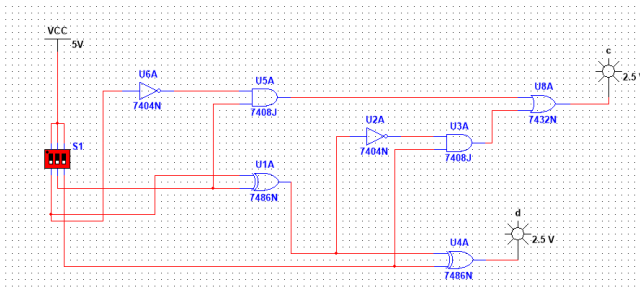 VCC
5V
S1
U6A
7404N
U5A
7408J
U1A
7486N
U2A
7404N
U3A
7408J
U8A
7432N
c
2.5
U4A
7486N
d
2.5 V